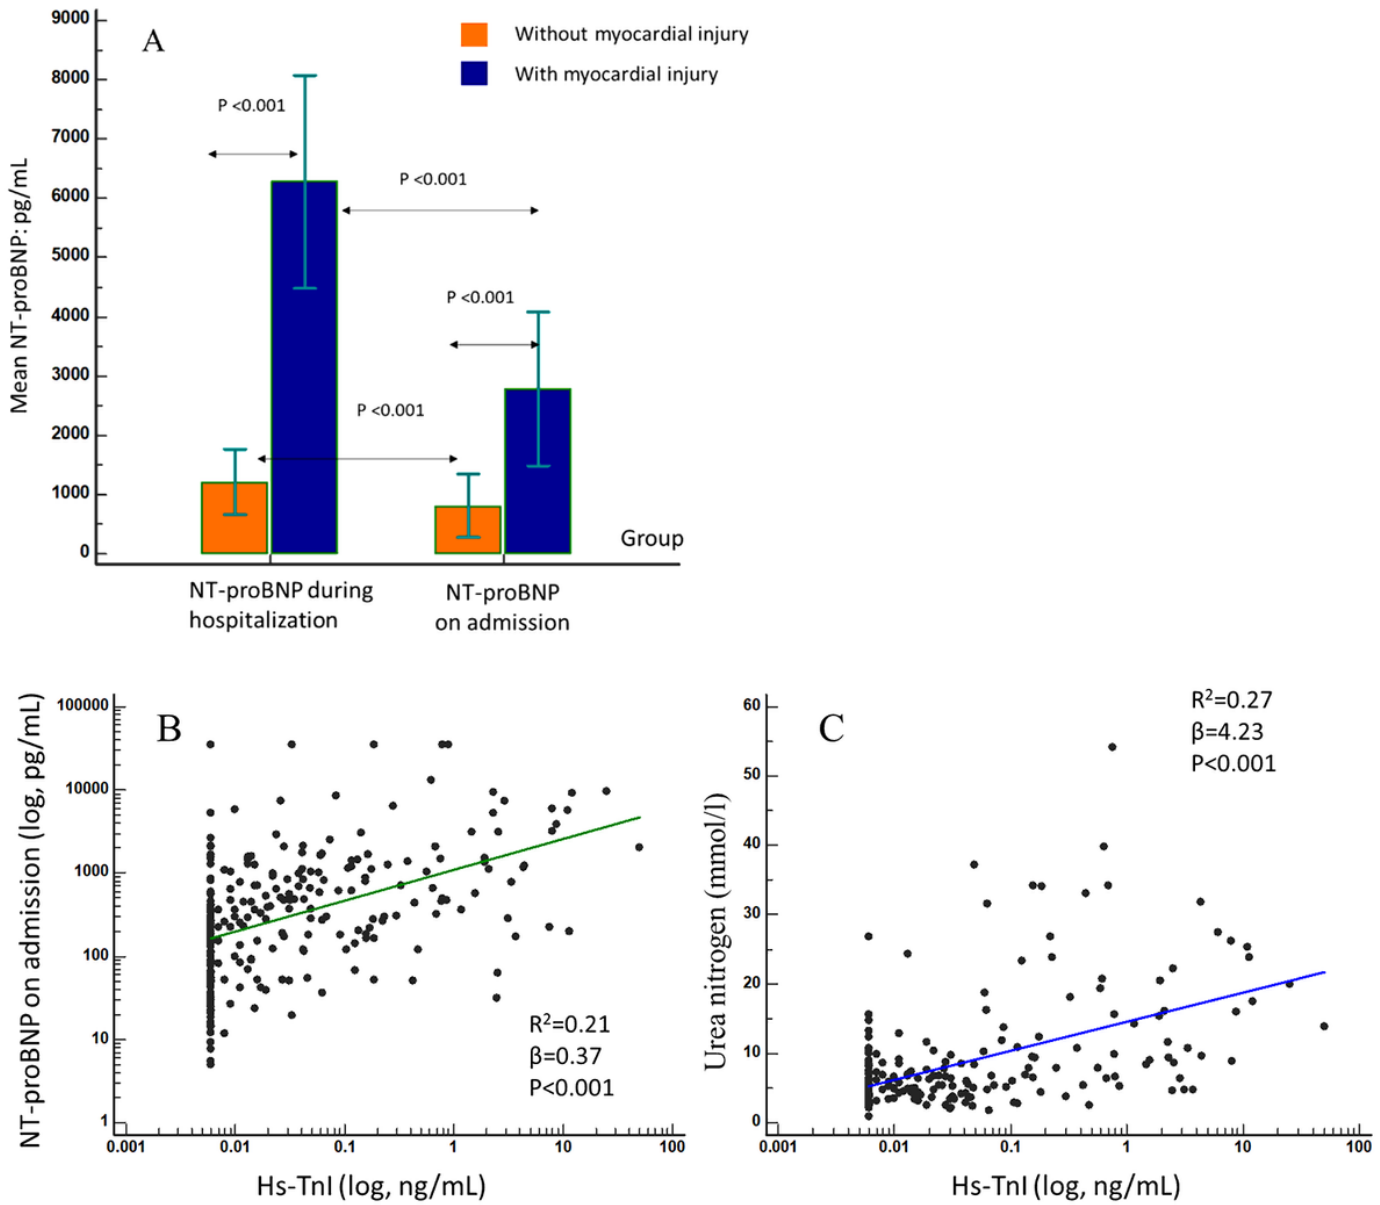 A
Without myocardial injury
With myocardial injury
Mean NT-proBNP: pg/mL
9000
8000
7000
6000
5000
4000
3000
2000
1000
0
P <0.001
P <0.001
P <0.001
P <0.001
Group
NT-proBNP during
hospitalization
NT-proBNP
on admission
B
NT-proBNP on admission (log, pg/mL)
100000
10000
1000
100
10
1
R²=0.21
β=0.37
P<0.001
0.001
0.01
0.1
1
10
100
Hs-TnI (log, ng/mL)
C
Urea nitrogen (mmol/l)
60
50
40
30
20
10
0
R²=0.27
β=4.23
P<0.001
0.001
0.01
0.1
1
10
100
Hs-TnI (log, ng/mL)